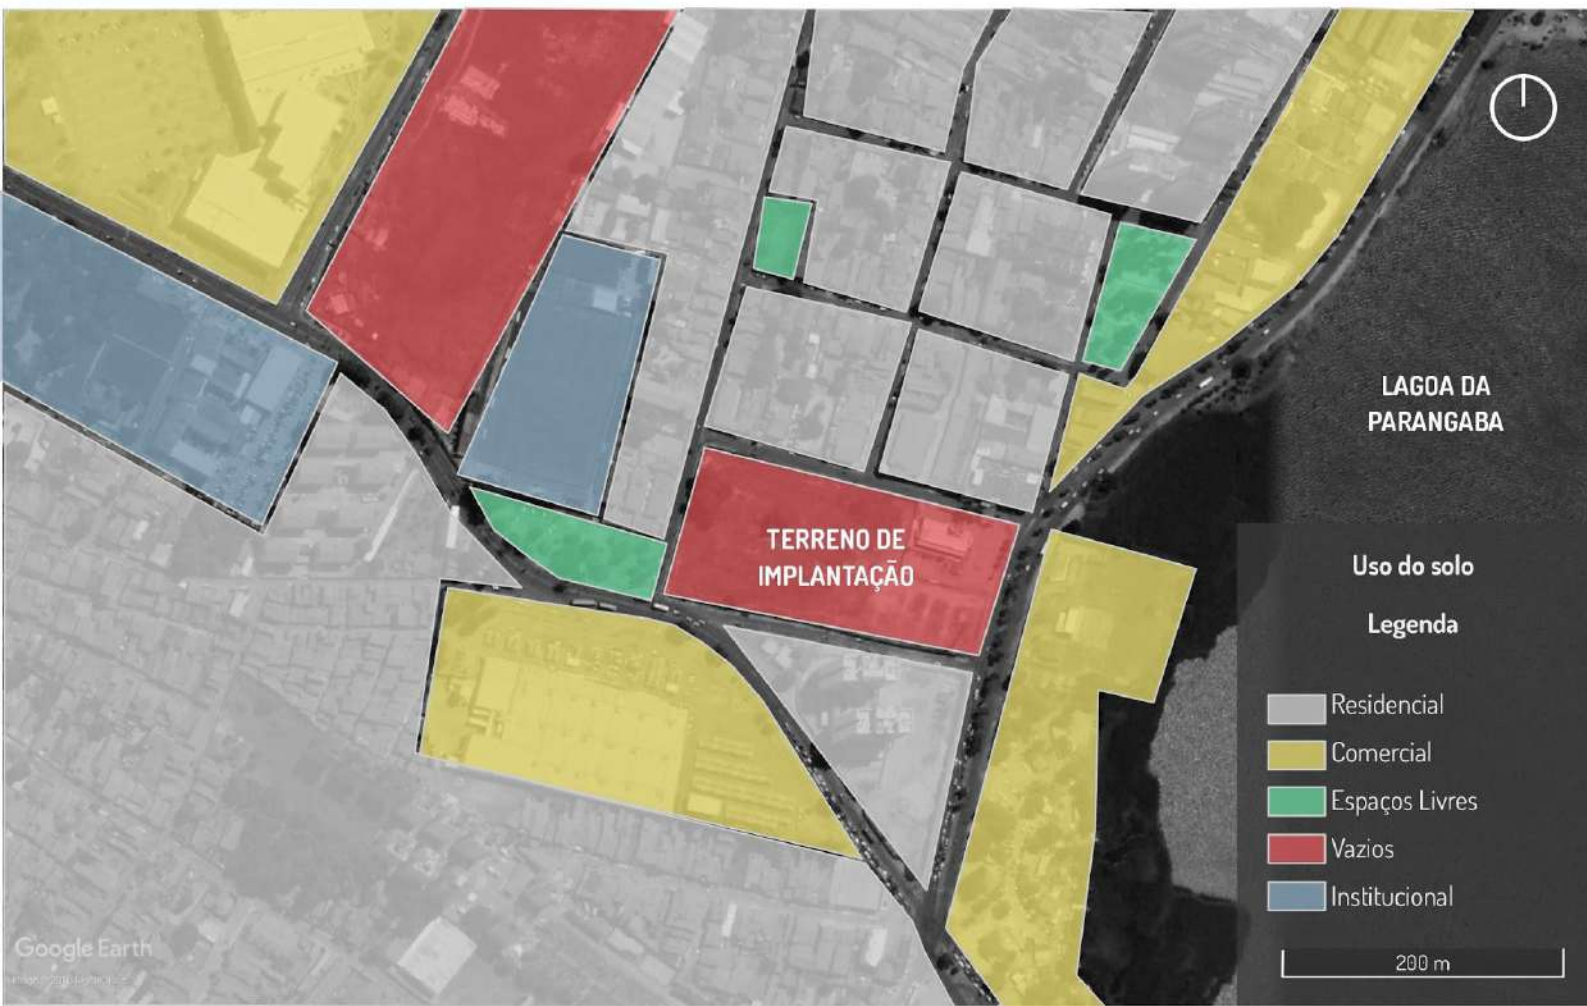 LAGOA DA
PARANGABA
TERRENO DE
IMPLANTAÇÃO
Uso do solo
Legenda
Residencial
Comercial
Espaços Livres
Vazios
Institucional
200 m
Google Earth